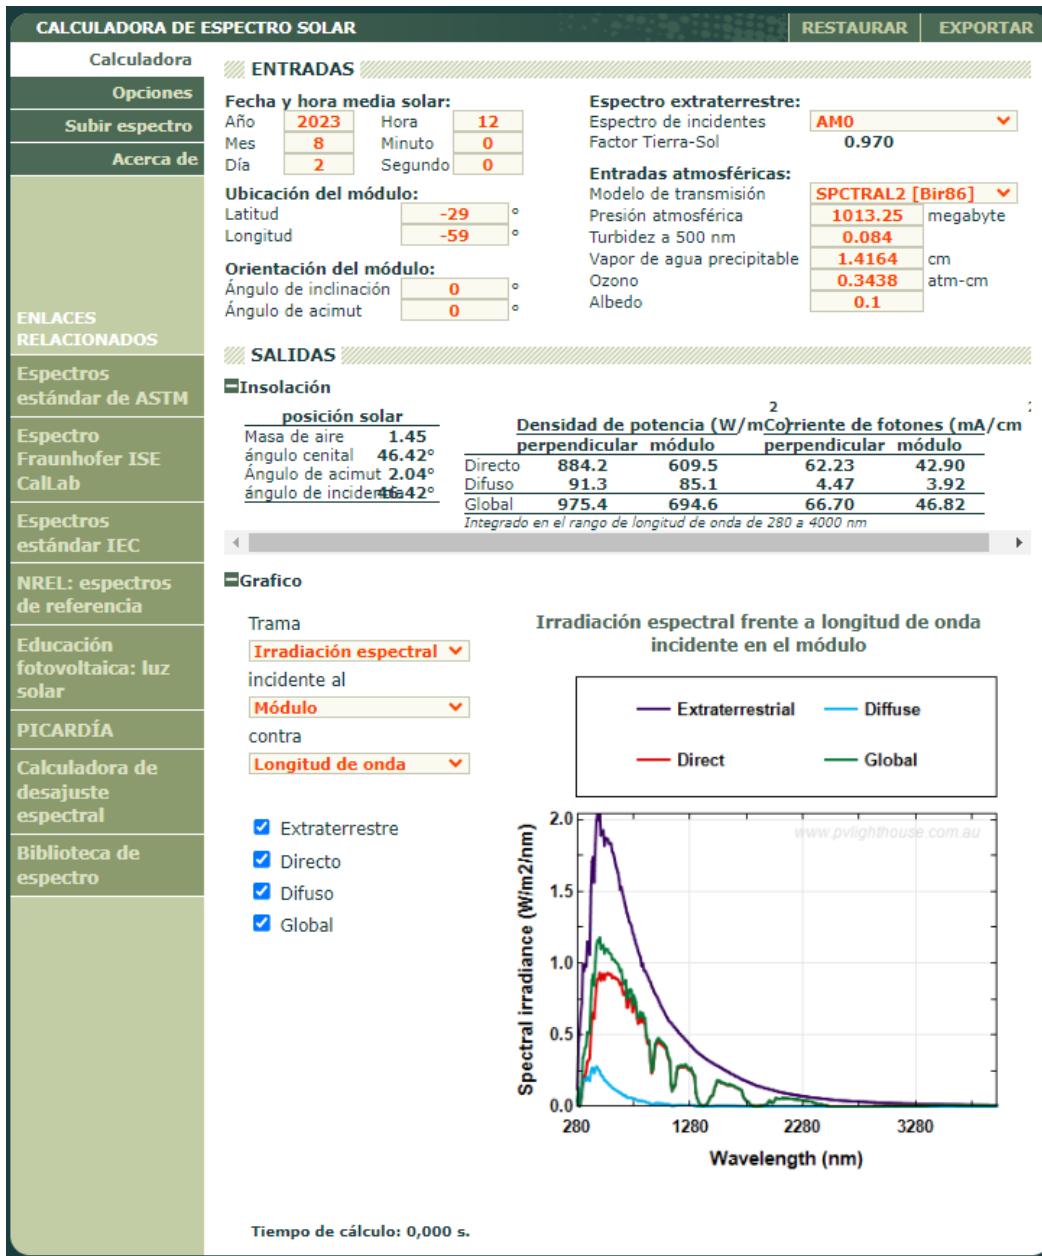 CALCULADORA DE ESPECTRO SOLAR
RESTAURAR
EXPORTAR
Calculadora
Opciones
Subir espectro
Acerca de
ENLACES
RELACIONADOS
Espectros
estándar de ASTM
Espectro
Fraunhofer ISE
CalLab
Espectros
estándar IEC
NREL: espectros
de referencia
Educación
fotovoltaica: luz
solar
PICARDÍA
Calculadora de
desajuste
espectral
Biblioteca de
espectro
ENTRADAS
Fecha y hora media solar:
Año 2023 Hora 12
Mes 8 Minuto 0
Día 2 Segundo 0
Ubicación del módulo:
Latitud -29 °
Longitud -59 °
Orientación del módulo:
Ángulo de inclinación 0 °
Ángulo de acimut 0 °
Espectro extraterrestre:
Espectro de incidentes AM0
Factor Tierra-Sol 0.970
Entradas atmosféricas:
Modelo de transmisión SPCTRAL2 [Bir86]
Presión atmosférica 1013.25 megabyte
Turbidez a 500 nm 0.084
Vapor de agua precipitable 1.4164 cm
Ozono 0.3438 atm-cm
Albedo 0.1
SALIDAS
Insolación
posición solar
Masa de aire 1.45
ángulo cenital 46.42°
Ángulo de acimut 2.04°
ángulo de incidencia 46.42°
2
Densidad de potencia (W/m Corriente de fotones (mA/cm
perpendicular módulo perpendicular módulo
Directo 884.2 609.5 62.23 42.90
Difuso 91.3 85.1 4.47 3.92
Global 975.4 694.6 66.70 46.82
Integrado en el rango de longitud de onda de 280 a 4000 nm
Grafico
Trama
Irradiación espectral
incidente al
Módulo
contra
Longitud de onda
Extraterrestre
Directo
Difuso
Global
Irradiación espectral frente a longitud de onda
incidente en el módulo
Extraterrestrial Diffuse
Direct Global
www.pvlighthouse.com.au
Spectral irradiance (W/m2/nm)
2.0
1.5
1.0
0.5
0.0
280 1280 2280 3280
Wavelength (nm)
Tiempo de cálculo: 0,000 s.